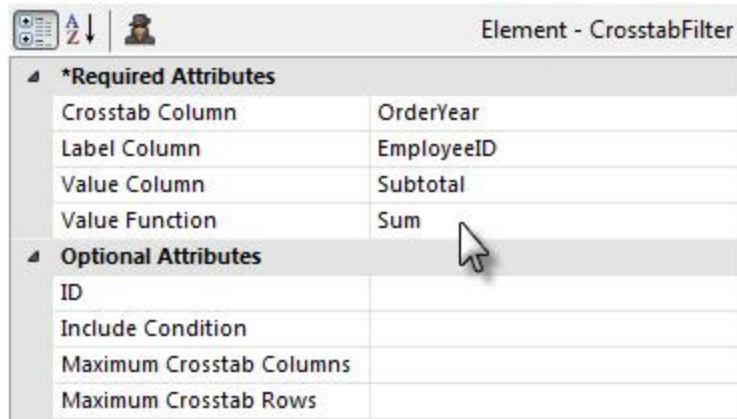 Element - CrosstabFilter
*Required Attributes
Crosstab Column OrderYear
Label Column EmployeeID
Value Column Subtotal
Value Function Sum
Optional Attributes
ID
Include Condition
Maximum Crosstab Columns
Maximum Crosstab Rows